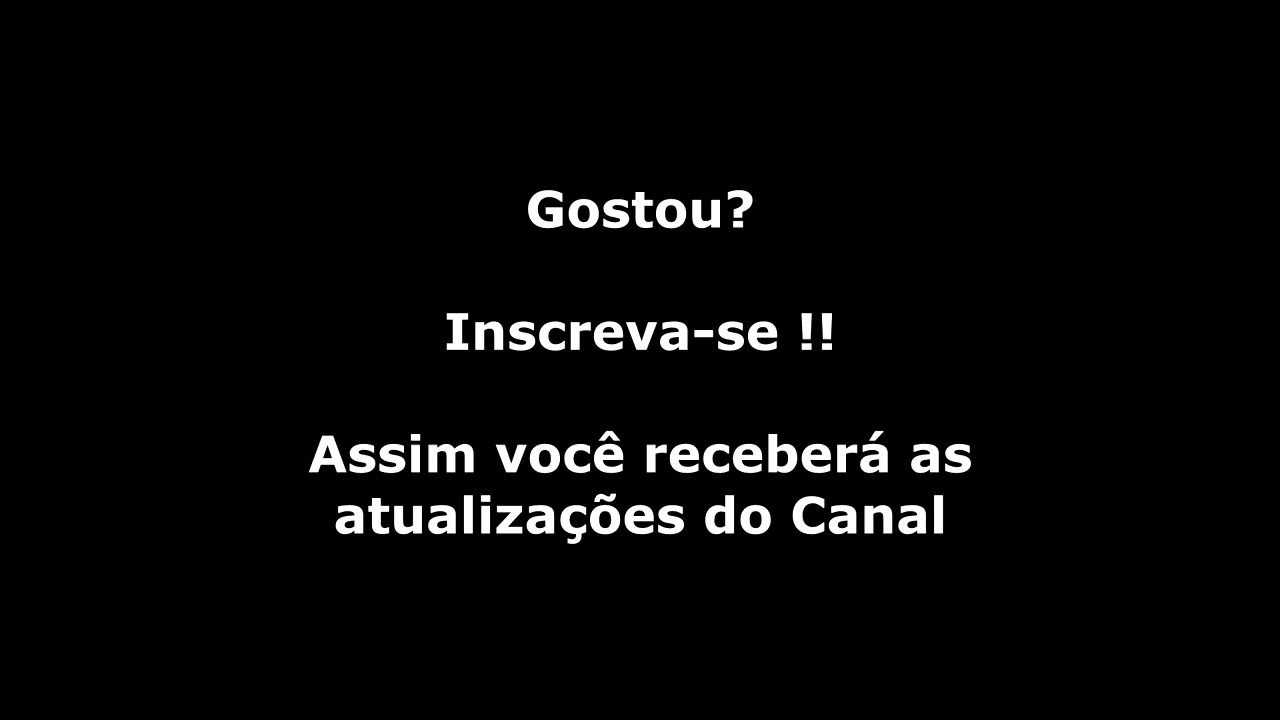 Gostou?
Inscreva-se !!
Assim você receberá as
atualizações do Canal